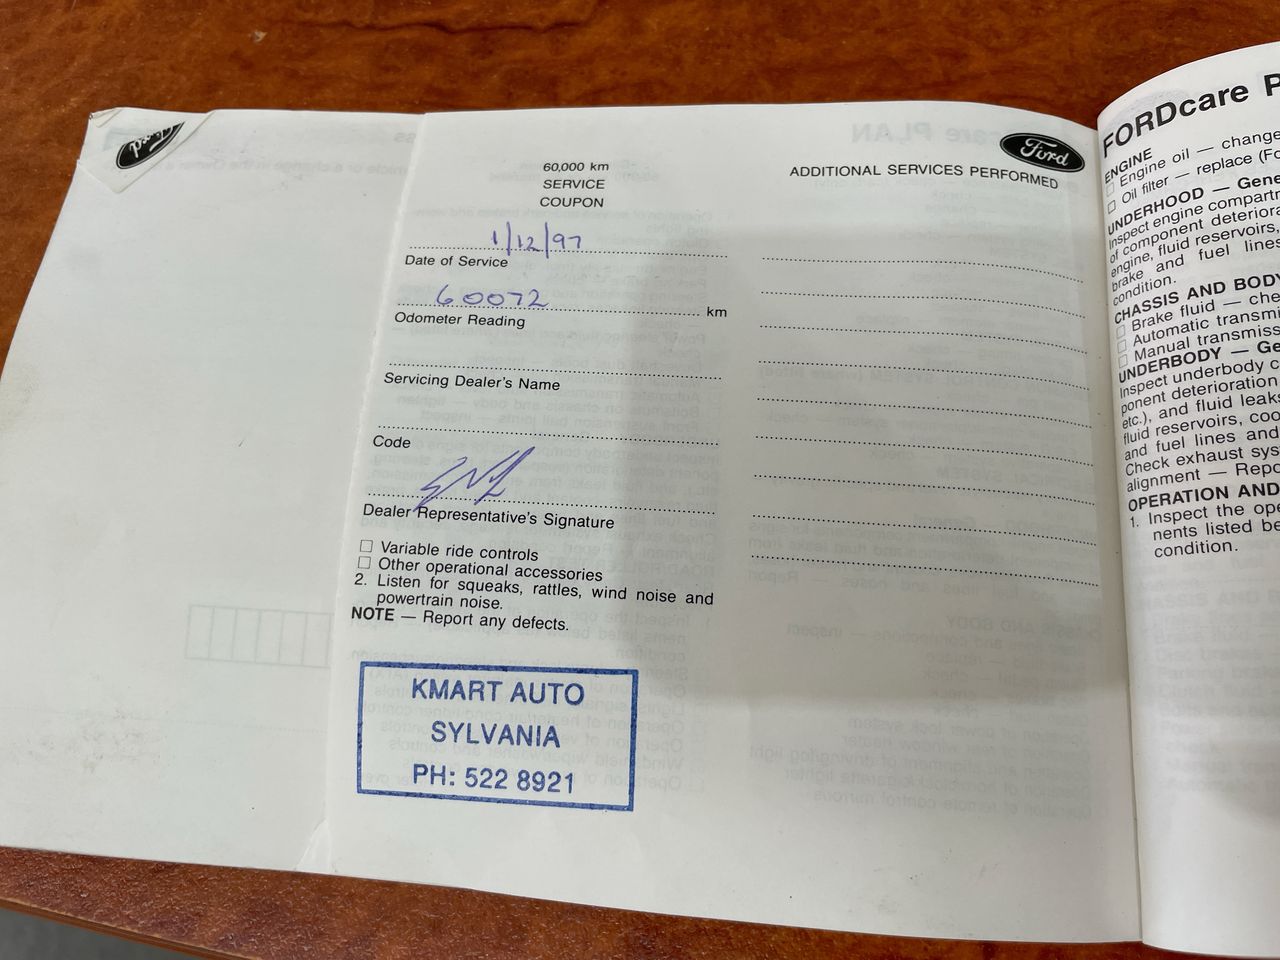 Ford
60,000 km
SERVICE
COUPON
1/12/97
Date of Service
60072 km
Odometer Reading
Servicing Dealer's Name
Code
Dealer Representative's Signature
☐ Variable ride controls
☐ Other operational accessories
2. Listen for squeaks, rattles, wind noise and
powertrain noise.
NOTE — Report any defects.
KMART AUTO
SYLVANIA
PH: 522 8921
Ford
ADDITIONAL SERVICES PERFORMED
FORDcare P
ENGINE
☐ Engine oil — change
☐ Oil filter — replace (Fo
UNDERHOOD — Gene
Inspect engine compartm
of component deteriora
engine, fluid reservoirs,
brake and fuel lines
condition.
CHASSIS AND BODY
☐ Brake fluid — che
☐ Automatic transmi
☐ Manual transmiss
UNDERBODY — Ge
Inspect underbody c
ponent deterioration
etc.), and fluid leaks
fluid reservoirs, coo
and fuel lines and
Check exhaust sys
alignment — Repo
OPERATION AND
1. Inspect the ope
nents listed be
condition.